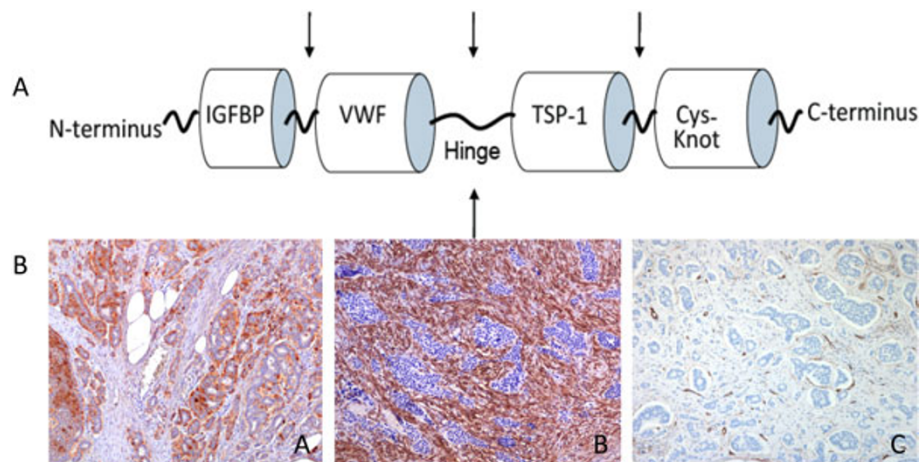 A
N-terminus
IGFBP
VWF
Hinge
TSP-1
Cys-
Knot
C-terminus
B
A
B
C